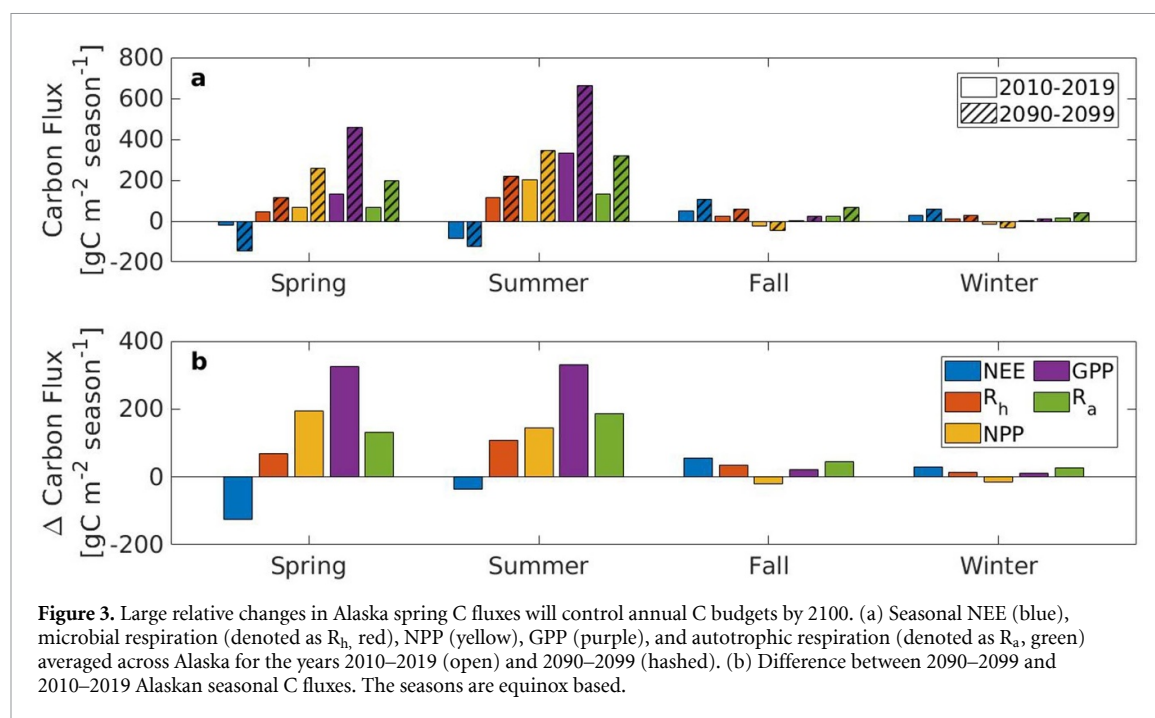 800
600
400
200
0
-200
Carbon Flux
[gC m-2 season-1]
a
2010-2019
2090-2099
Spring Summer Fall Winter
400
200
0
-200
Δ Carbon Flux
[gC m-2 season-1]
b
NEE GPP
Rh Ra
NPP
Spring Summer Fall Winter
Figure 3. Large relative changes in Alaska spring C fluxes will control annual C budgets by 2100. (a) Seasonal NEE (blue),
microbial respiration (denoted as Rh, red), NPP (yellow), GPP (purple), and autotrophic respiration (denoted as Ra, green)
averaged across Alaska for the years 2010–2019 (open) and 2090–2099 (hashed). (b) Difference between 2090–2099 and
2010–2019 Alaskan seasonal C fluxes. The seasons are equinox based.